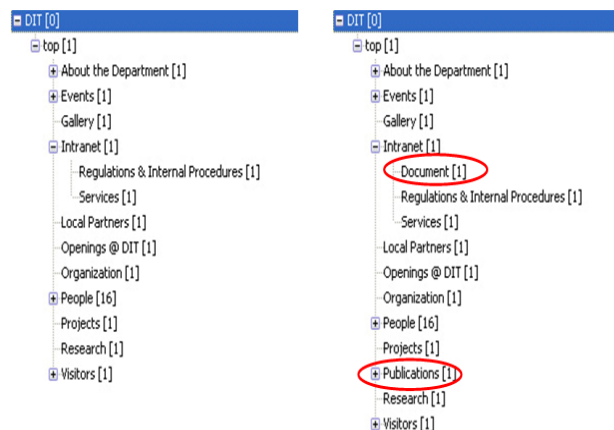 DIT [0]
top [1]
About the Department [1]
Events [1]
Gallery [1]
Intranet [1]
Regulations & Internal Procedures [1]
Services [1]
Local Partners [1]
Openings @ DIT [1]
Organization [1]
People [16]
Projects [1]
Research [1]
Visitors [1]
DIT [0]
top [1]
About the Department [1]
Events [1]
Gallery [1]
Intranet [1]
Document [1]
Regulations & Internal Procedures [1]
Services [1]
Local Partners [1]
Openings @ DIT [1]
Organization [1]
People [16]
Projects [1]
Publications [1]
Research [1]
Visitors [1]